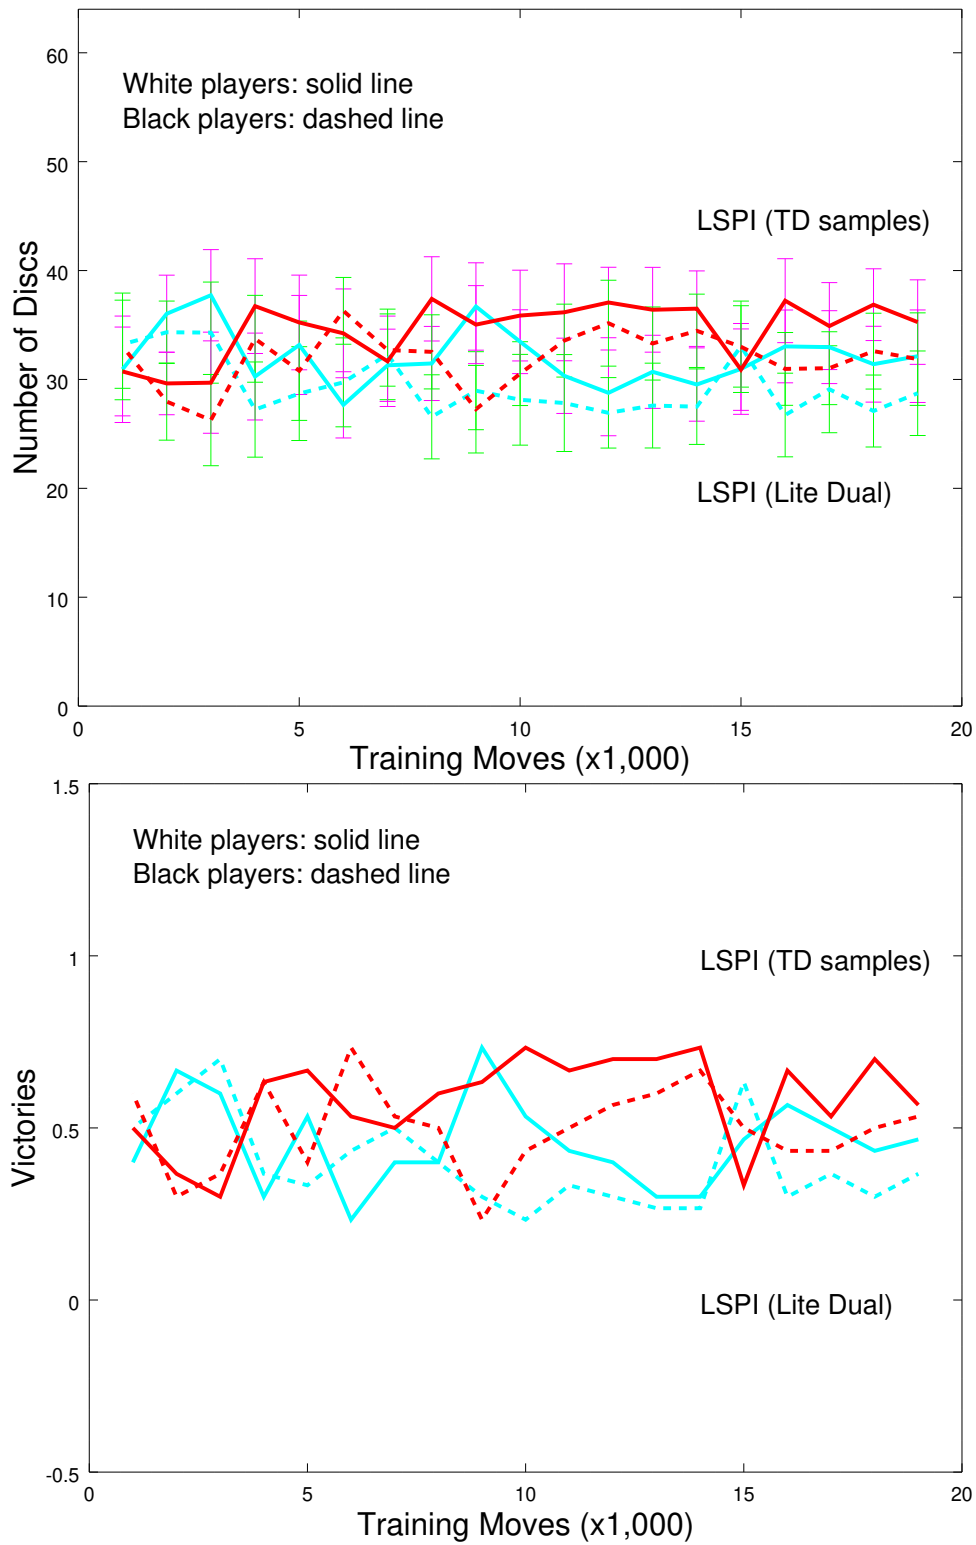 60
White players: solid line
Black players: dashed line
50
LSPI (TD samples)
40
Number of Discs
30
20
LSPI (Lite Dual)
10
0
0 5 10 15 20
Training Moves (x1,000)
1.5
White players: solid line
Black players: dashed line
1
LSPI (TD samples)
Victories
0.5
0
LSPI (Lite Dual)
-0.5
0 5 10 15 20
Training Moves (x1,000)